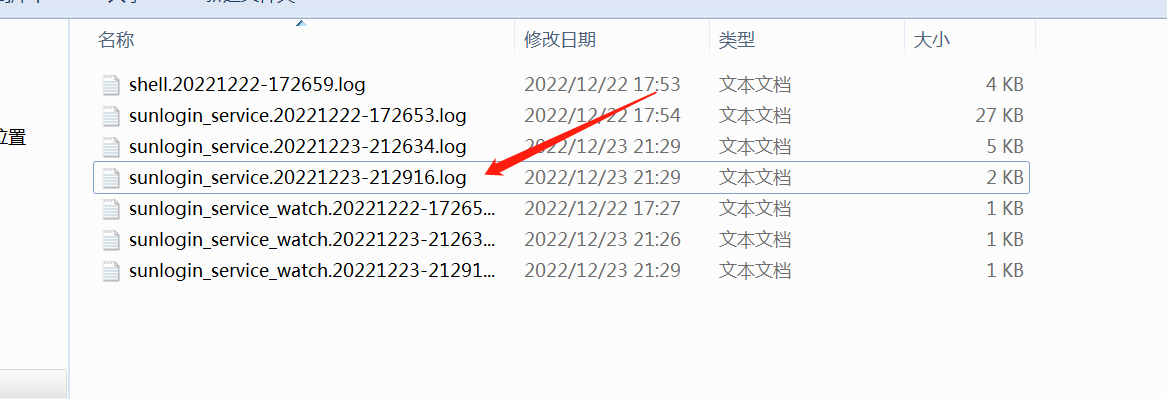 名称 修改日期 类型 大小
shell.20221222-172659.log 2022/12/22 17:53 文本文档 4 KB
sunlogin_service.20221222-172653.log 2022/12/22 17:54 文本文档 27 KB
位置
sunlogin_service.20221223-212634.log 2022/12/23 21:29 文本文档 5 KB
sunlogin_service.20221223-212916.log 2022/12/23 21:29 文本文档 2 KB
sunlogin_service_watch.20221222-17265... 2022/12/22 17:27 文本文档 1 KB
sunlogin_service_watch.20221223-21263... 2022/12/23 21:26 文本文档 1 KB
sunlogin_service_watch.20221223-21291... 2022/12/23 21:29 文本文档 1 KB